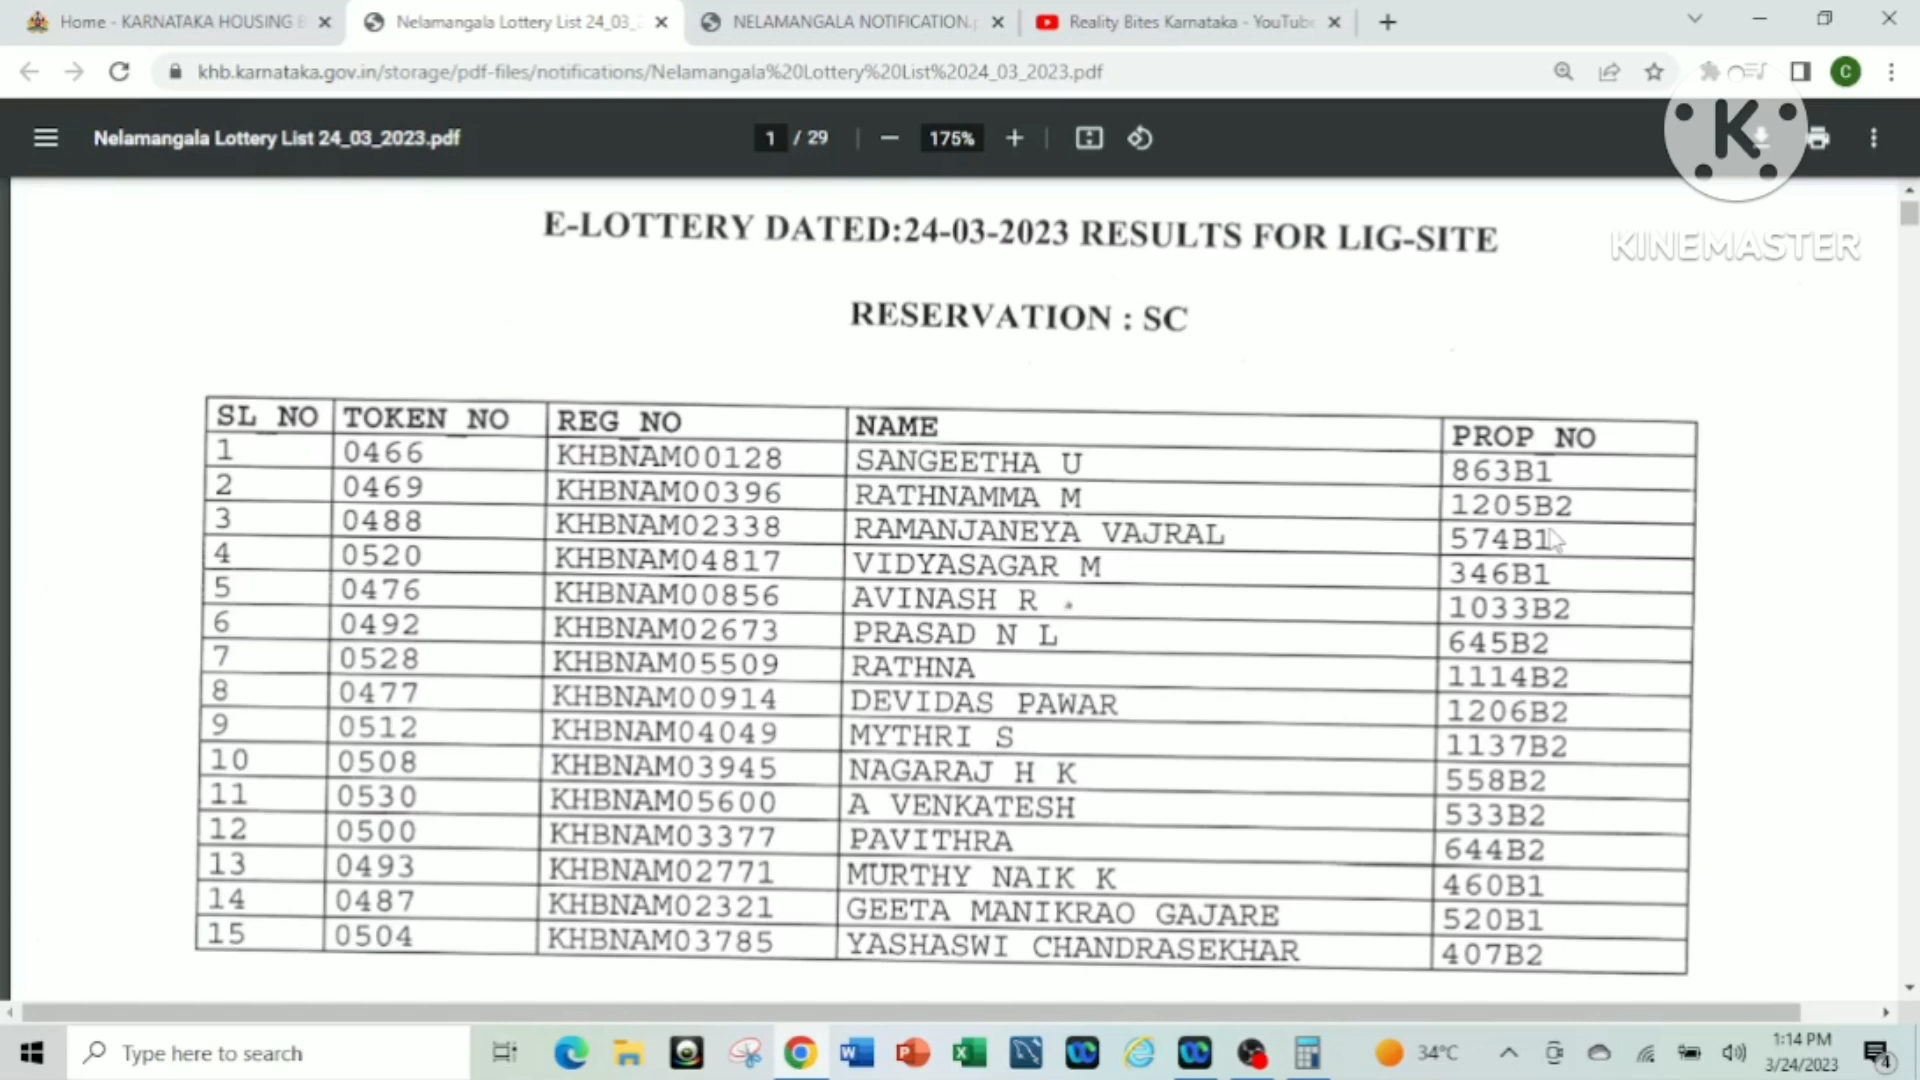 Home - KARNATAKA HOUSING B
Nelamangala Lottery List 24_03_2
NELAMANGALA NOTIFICATION.p
Reality Bites Karnataka - YouTube
khb.karnataka.gov.in/storage/pdf-files/notifications/Nelamangala%20Lottery%20List%2024_03_2023.pdf
C
Nelamangala Lottery List 24_03_2023.pdf
1 / 29
175%
K
KINEMASTER
E-LOTTERY DATED:24-03-2023 RESULTS FOR LIG-SITE
RESERVATION : SC
SL_NO TOKEN_NO REG_NO NAME PROP_NO
1 0466 KHBNAM00128 SANGEETHA U 863B1
2 0469 KHBNAM00396 RATHNAMMA M 1205B2
3 0488 KHBNAM02338 RAMANJANEYA VAJRAL 574B1
4 0520 KHBNAM04817 VIDYASAGAR M 346B1
5 0476 KHBNAM00856 AVINASH R 1033B2
6 0492 KHBNAM02673 PRASAD N L 645B2
7 0528 KHBNAM05509 RATHNA 1114B2
8 0477 KHBNAM00914 DEVIDAS PAWAR 1206B2
9 0512 KHBNAM04049 MYTHRI S 1137B2
10 0508 KHBNAM03945 NAGARAJ H K 558B2
11 0530 KHBNAM05600 A VENKATESH 533B2
12 0500 KHBNAM03377 PAVITHRA 644B2
13 0493 KHBNAM02771 MURTHY NAIK K 460B1
14 0487 KHBNAM02321 GEETA MANIKRAO GAJARE 520B1
15 0504 KHBNAM03785 YASHASWI CHANDRASEKHAR 407B2
Type here to search
34°C
1:14 PM
3/24/2023
4